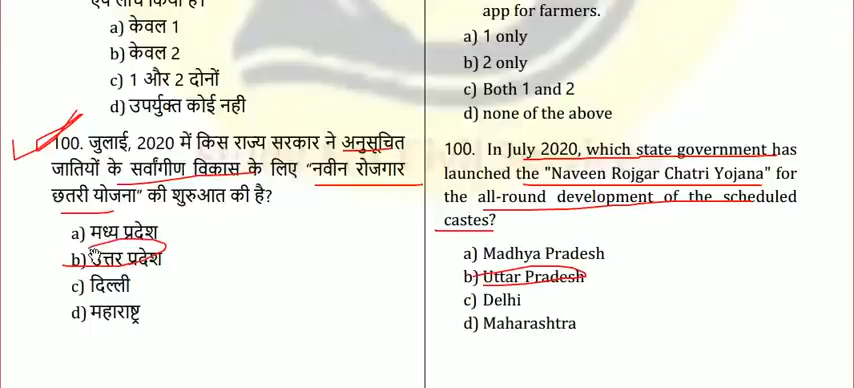 एप लांच किया है।
a) केवल 1
b) केवल 2
c) 1 और 2 दोनों
d) उपर्युक्त कोई नही
100. जुलाई, 2020 में किस राज्य सरकार ने अनुसूचित
जातियों के सर्वांगीण विकास के लिए “नवीन रोजगार
छतरी योजना” की शुरुआत की है?
a) मध्य प्रदेश
b) उत्तर प्रदेश
c) दिल्ली
d) महाराष्ट्र
app for farmers.
a) 1 only
b) 2 only
c) Both 1 and 2
d) none of the above
100. In July 2020, which state government has
launched the "Naveen Rojgar Chatri Yojana" for
the all-round development of the scheduled
castes?
a) Madhya Pradesh
b) Uttar Pradesh
c) Delhi
d) Maharashtra